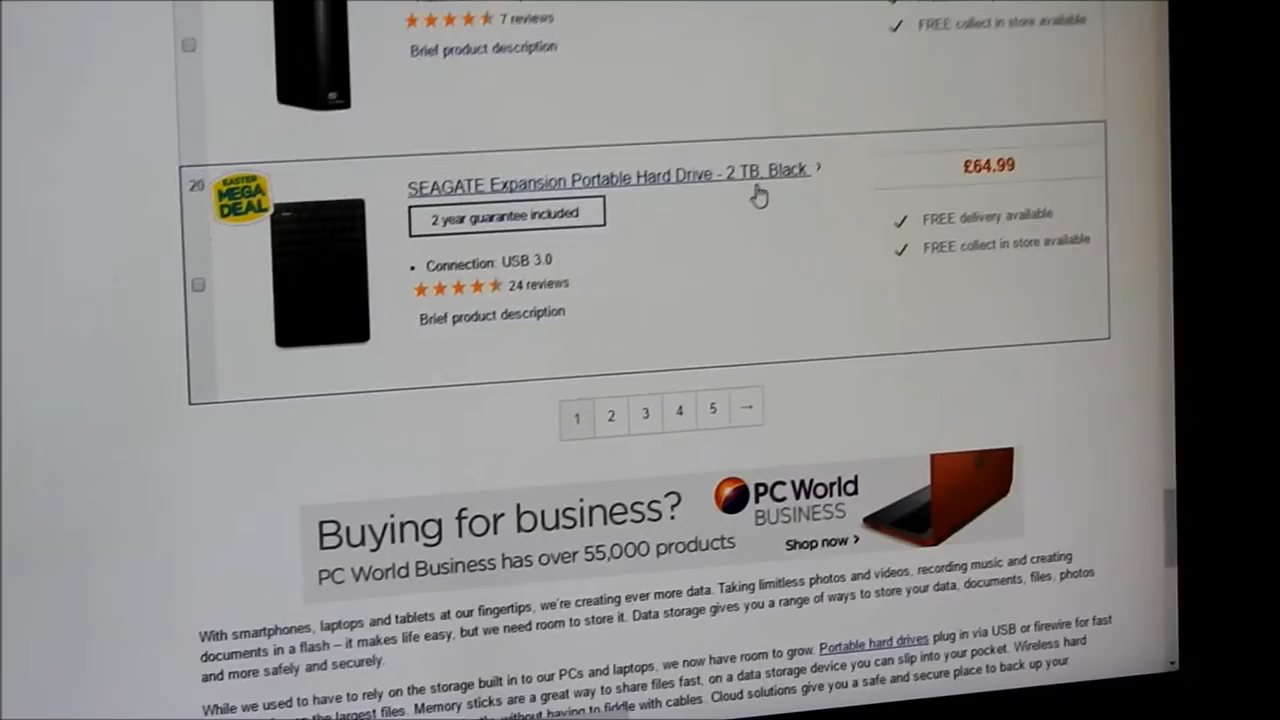 7 reviews
FREE collect in store available
Brief product description
20
EASTER
MEGA
DEAL
SEAGATE Expansion Portable Hard Drive - 2 TB, Black ›
£64.99
2 year guarantee included
FREE delivery available
FREE collect in store available
• Connection: USB 3.0
24 reviews
Brief product description
1 2 3 4 5 →
Buying for business?
PC World
BUSINESS
PC World Business has over 55,000 products
Shop now ›
With smartphones, laptops and tablets at our fingertips, we're creating ever more data. Taking limitless photos and videos, recording music and creating
documents in a flash – it makes life easy, but we need room to store it. Data storage gives you a range of ways to store your data, documents, files, photos
and more safely and securely.
While we used to have to rely on the storage built in to our PCs and laptops, we now have room to grow. Portable hard drives plug in via USB or firewire for fast
the largest files. Memory sticks are a great way to share files fast, on a data storage device you can slip into your pocket. Wireless hard
without having to fiddle with cables. Cloud solutions give you a safe and secure place to back up your